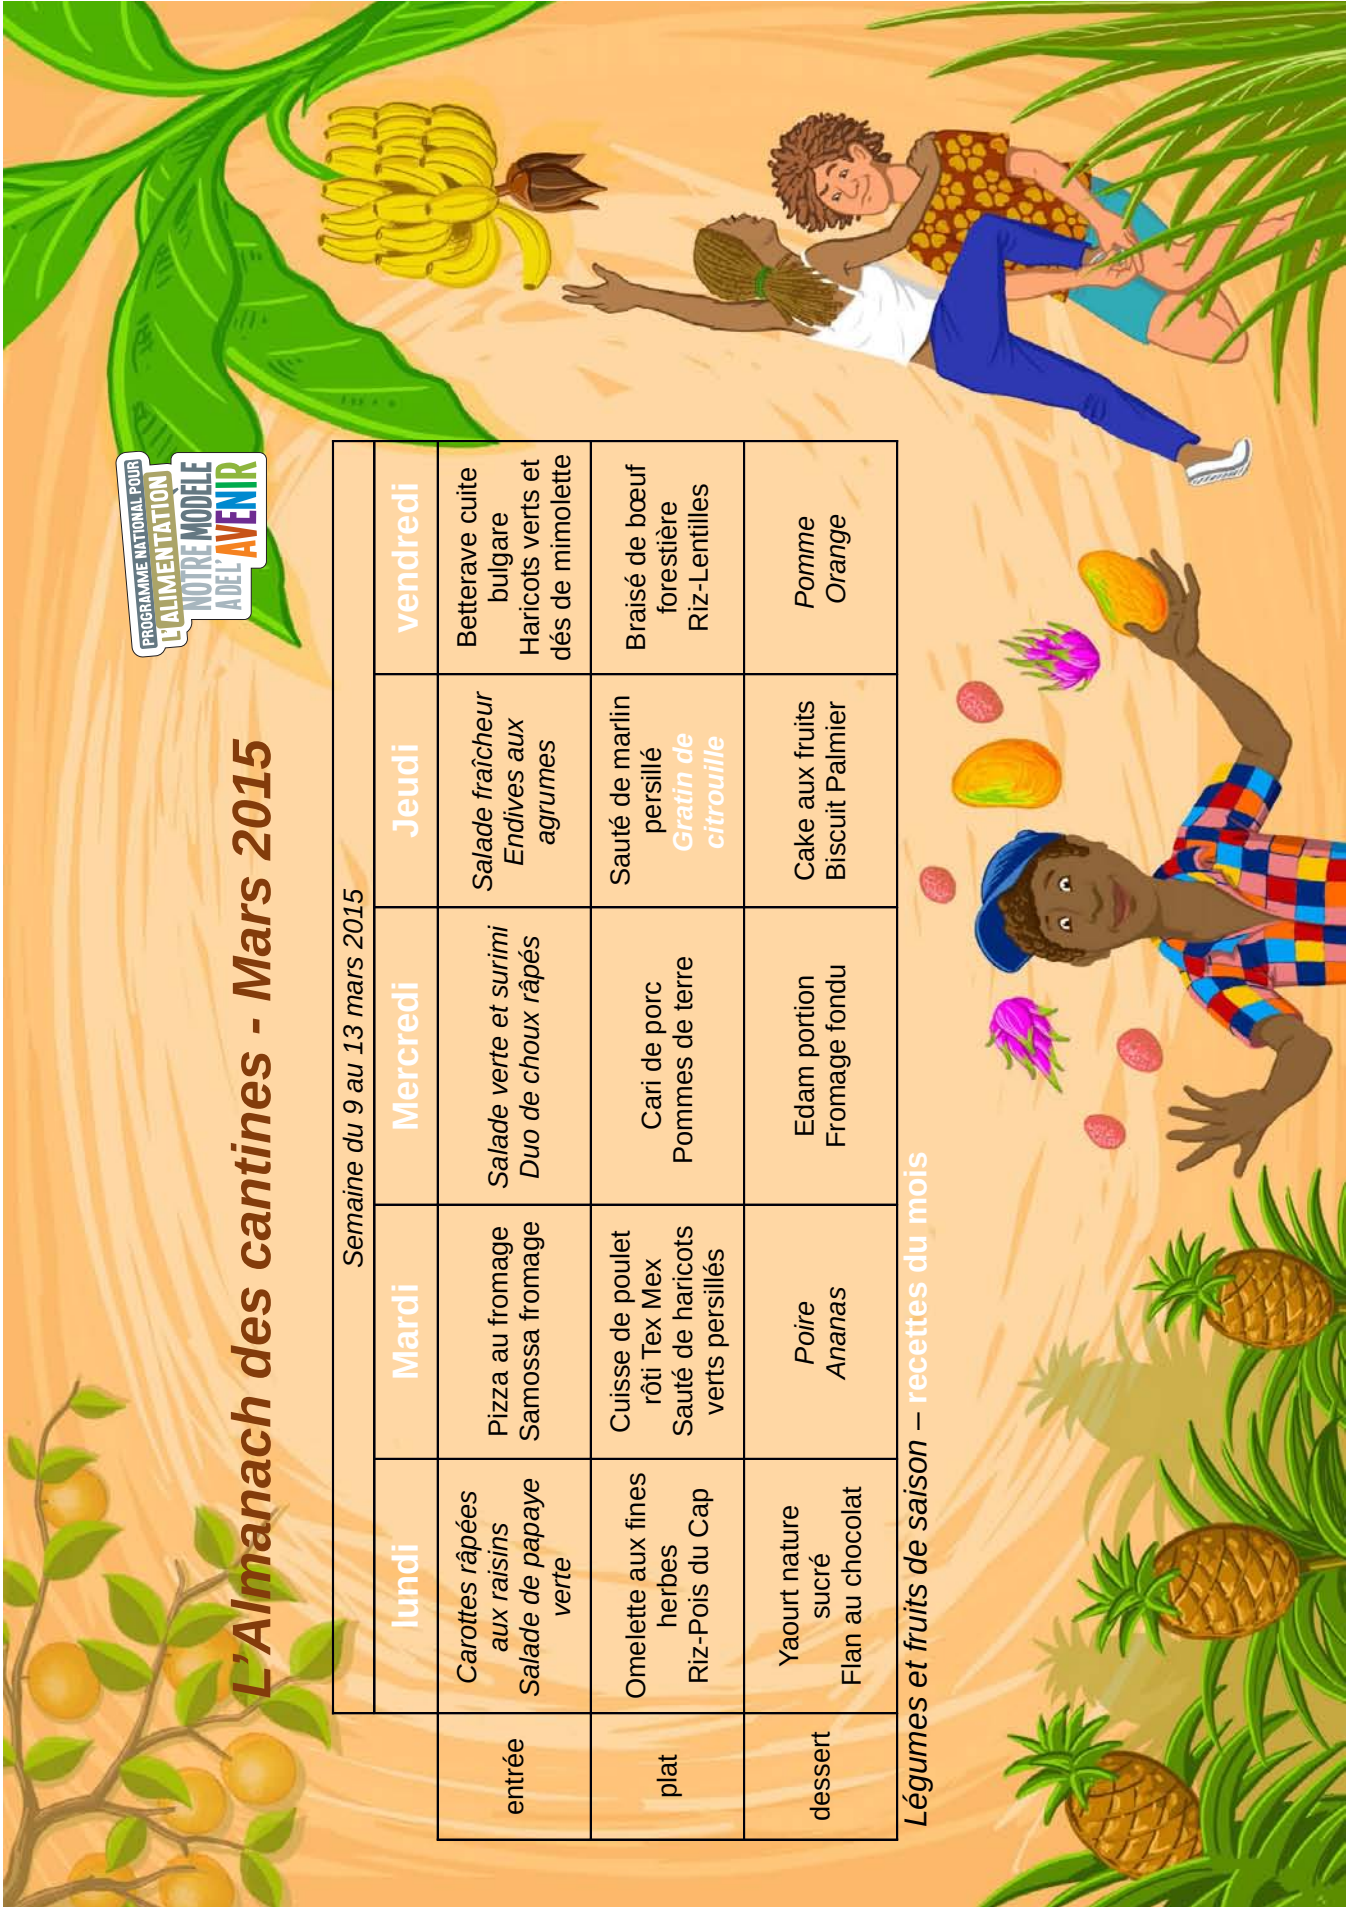 PROGRAMME NATIONAL POUR
L'ALIMENTATION
NOTRE MODÈLE
A DE L'AVENIR
L'Almanach des cantines - Mars 2015
Semaine du 9 au 13 mars 2015
lundi
Mardi
Mercredi
Jeudi
vendredi
entrée
Carottes râpées
aux raisins
Salade de papaye
verte
Pizza au fromage
Samossa fromage
Salade verte et surimi
Duo de choux râpés
Salade fraîcheur
Endives aux
agrumes
Betterave cuite
bulgare
Haricots verts et
dés de mimolette
plat
Omelette aux fines
herbes
Riz-Pois du Cap
Cuisse de poulet
rôti Tex Mex
Sauté de haricots
verts persillés
Cari de porc
Pommes de terre
Sauté de marlin
persillé
Gratin de
citrouille
Braisé de bœuf
forestière
Riz-Lentilles
dessert
Yaourt nature
sucré
Flan au chocolat
Poire
Ananas
Edam portion
Fromage fondu
Cake aux fruits
Biscuit Palmier
Pomme
Orange
Légumes et fruits de saison – recettes du mois